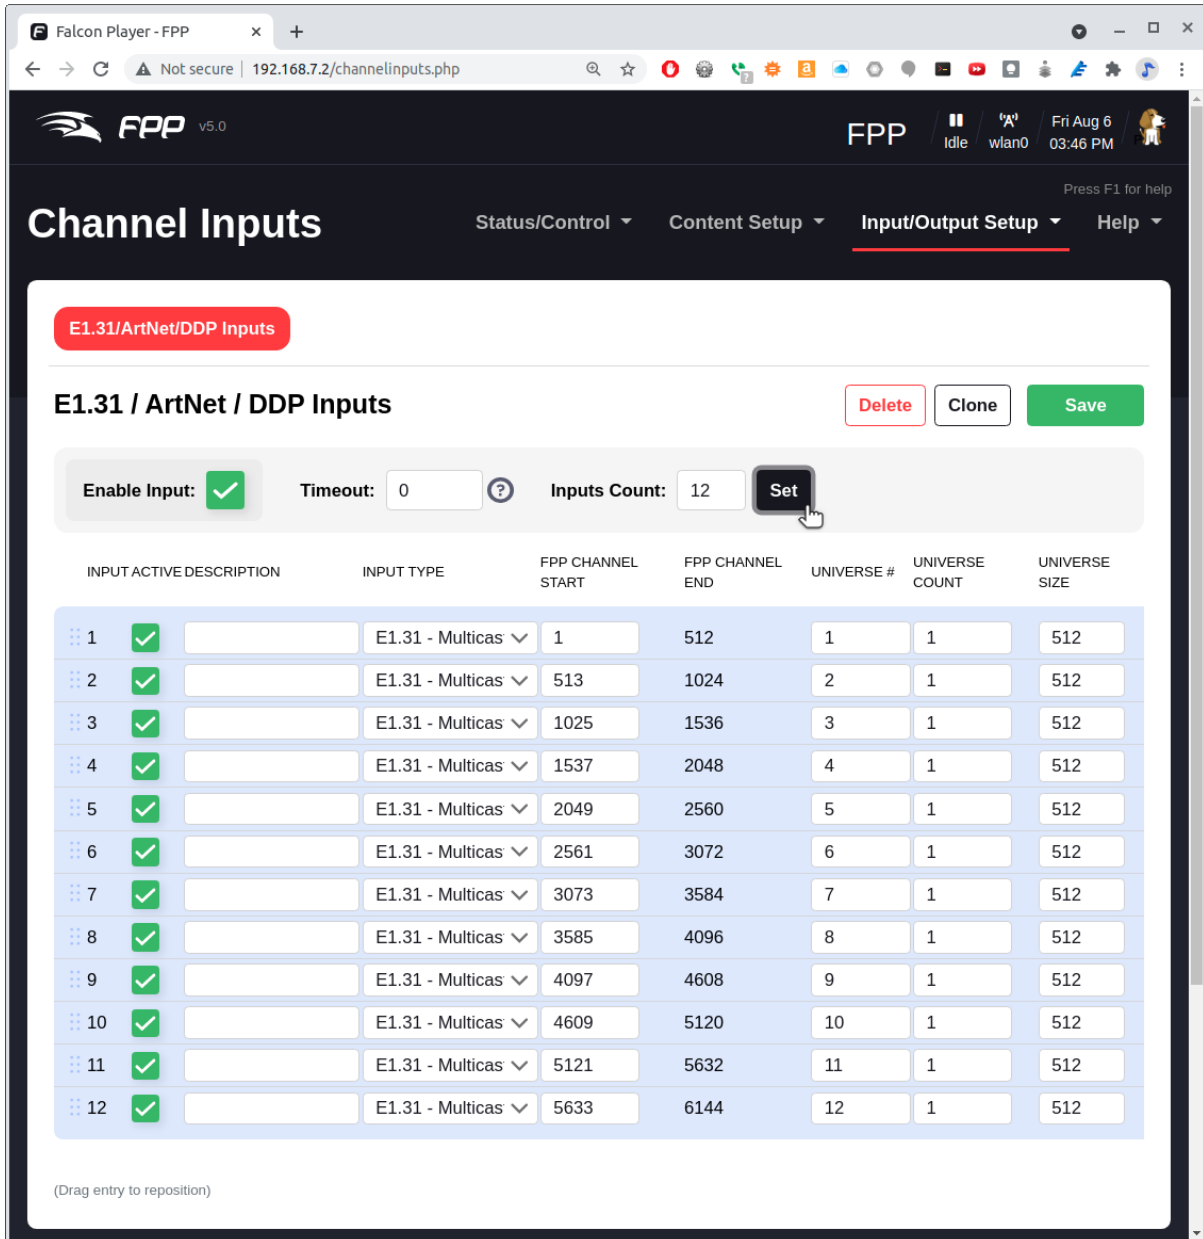 Falcon Player - FPP
Not secure | 192.168.7.2/channelinputs.php
FPP v5.0
FPP Idle wlan0 Fri Aug 6 03:46 PM
Press F1 for help
Channel Inputs Status/Control Content Setup Input/Output Setup Help
E1.31/ArtNet/DDP Inputs
E1.31 / ArtNet / DDP Inputs Delete Clone Save
Enable Input: Timeout: 0 ? Inputs Count: 12 Set
INPUT ACTIVE DESCRIPTION INPUT TYPE FPP CHANNEL START FPP CHANNEL END UNIVERSE # UNIVERSE COUNT UNIVERSE SIZE
1 E1.31 - Multicas 1 512 1 1 512
2 E1.31 - Multicas 513 1024 2 1 512
3 E1.31 - Multicas 1025 1536 3 1 512
4 E1.31 - Multicas 1537 2048 4 1 512
5 E1.31 - Multicas 2049 2560 5 1 512
6 E1.31 - Multicas 2561 3072 6 1 512
7 E1.31 - Multicas 3073 3584 7 1 512
8 E1.31 - Multicas 3585 4096 8 1 512
9 E1.31 - Multicas 4097 4608 9 1 512
10 E1.31 - Multicas 4609 5120 10 1 512
11 E1.31 - Multicas 5121 5632 11 1 512
12 E1.31 - Multicas 5633 6144 12 1 512
(Drag entry to reposition)